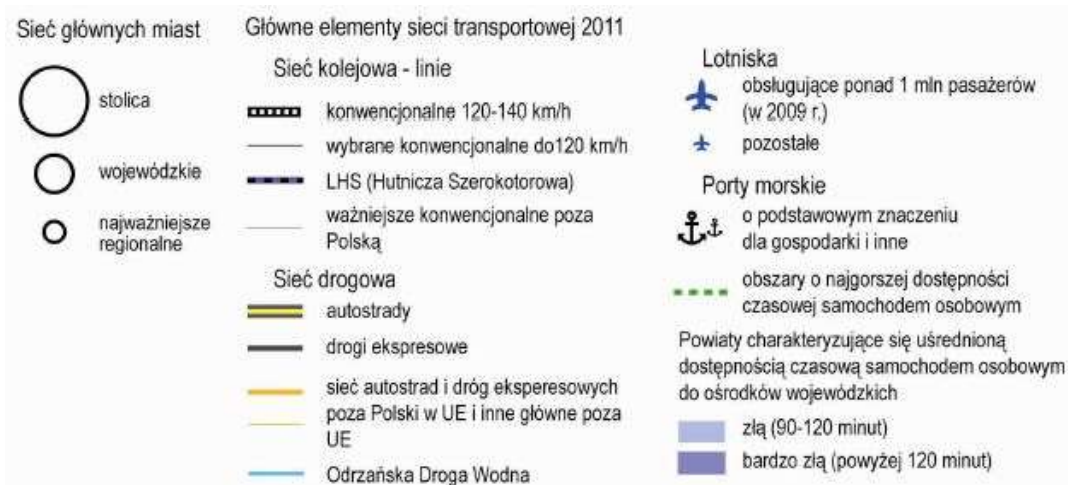 Sieć głównych miast
stolica
wojewódzkie
najważniejsze
regionalne
Główne elementy sieci transportowej 2011
Sieć kolejowa - linie
konwencjonalne 120-140 km/h
wybrane konwencjonalne do120 km/h
LHS (Hutnicza Szerokotorowa)
ważniejsze konwencjonalne poza
Polską
Sieć drogowa
autostrady
drogi ekspresowe
sieć autostrad i dróg eksperesowych
poza Polski w UE i inne główne poza
UE
Odrzańska Droga Wodna
Lotniska
obsługujące ponad 1 mln pasażerów
(w 2009 r.)
pozostałe
Porty morskie
o podstawowym znaczeniu
dla gospodarki i inne
obszary o najgorszej dostępności
czasowej samochodem osobowym
Powiaty charakteryzujące się uśrednioną
dostępnością czasową samochodem osobowym
do ośrodków wojewódzkich
złą (90-120 minut)
bardzo złą (powyżej 120 minut)